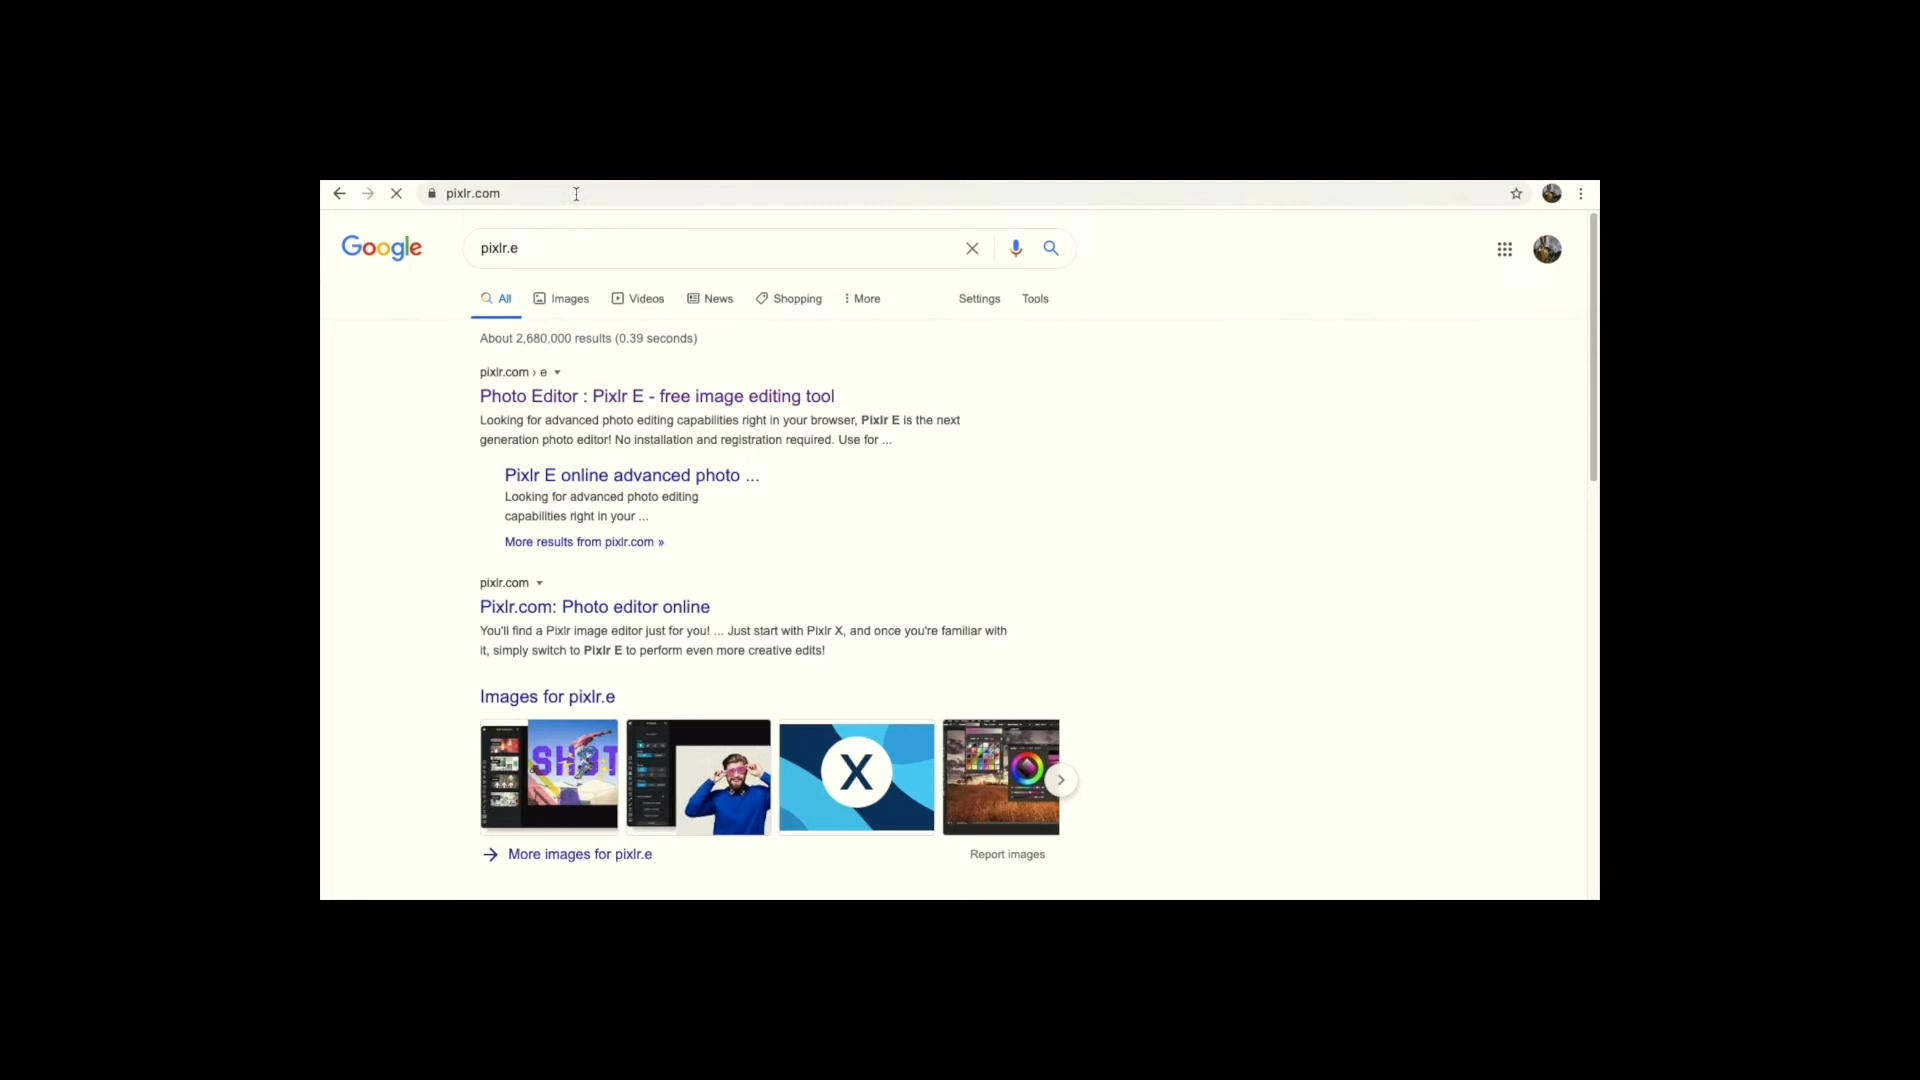 pixlr.com
Google
pixlr.e
All
Images
Videos
News
Shopping
More
Settings
Tools
About 2,680,000 results (0.39 seconds)
pixlr.com › e
Photo Editor : Pixlr E - free image editing tool
Looking for advanced photo editing capabilities right in your browser, Pixlr E is the next
generation photo editor! No installation and registration required. Use for ...
Pixlr E online advanced photo ...
Looking for advanced photo editing
capabilities right in your ...
More results from pixlr.com »
pixlr.com
Pixlr.com: Photo editor online
You'll find a Pixlr image editor just for you! ... Just start with Pixlr X, and once you're familiar with
it, simply switch to Pixlr E to perform even more creative edits!
Images for pixlr.e
SHOT
X
More images for pixlr.e
Report images